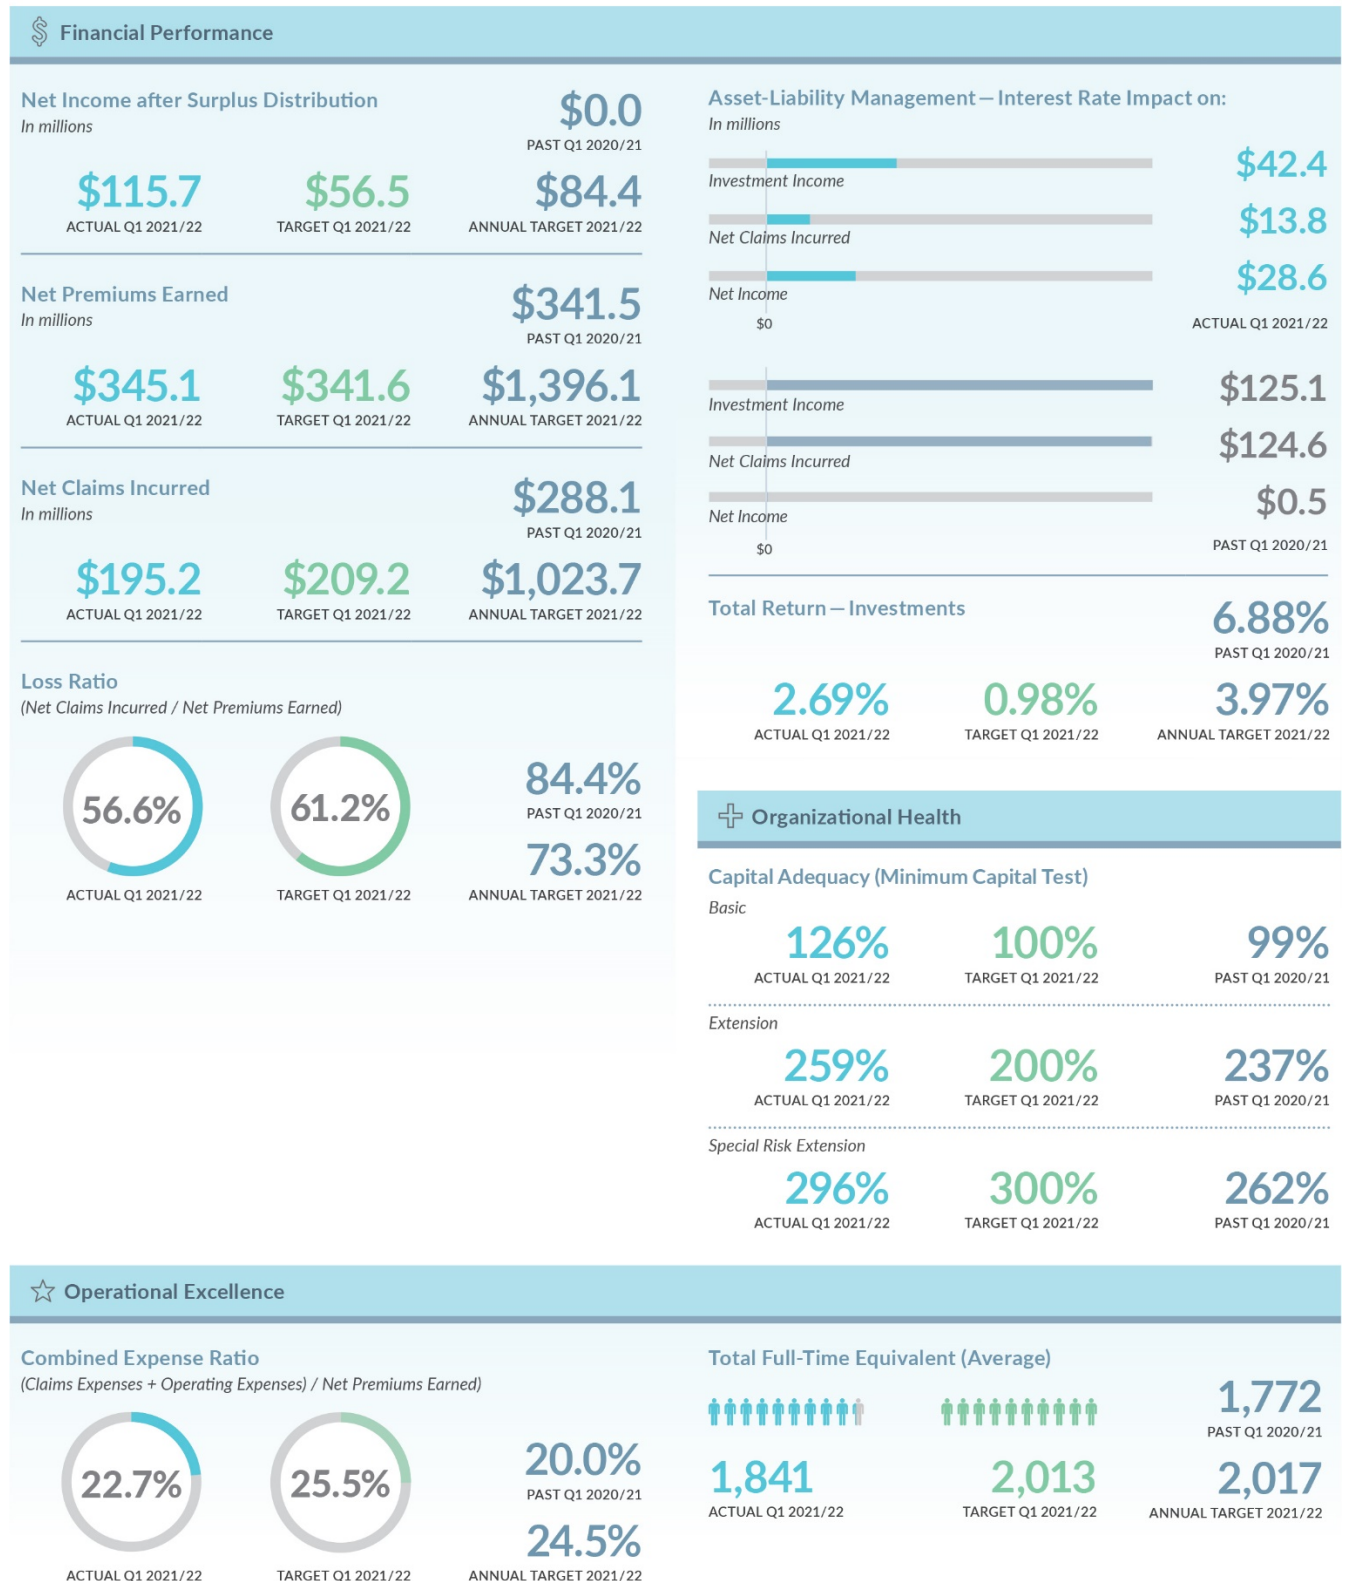 Financial Performance
Net Income after Surplus Distribution
In millions
$0.0
PAST Q1 2020/21
$115.7 $56.5 $84.4
ACTUAL Q1 2021/22 TARGET Q1 2021/22 ANNUAL TARGET 2021/22
Net Premiums Earned
In millions
$341.5
PAST Q1 2020/21
$345.1 $341.6 $1,396.1
ACTUAL Q1 2021/22 TARGET Q1 2021/22 ANNUAL TARGET 2021/22
Net Claims Incurred
In millions
$288.1
PAST Q1 2020/21
$195.2 $209.2 $1,023.7
ACTUAL Q1 2021/22 TARGET Q1 2021/22 ANNUAL TARGET 2021/22
Loss Ratio
(Net Claims Incurred / Net Premiums Earned)
56.6% 61.2%
84.4%
PAST Q1 2020/21
73.3%
ACTUAL Q1 2021/22 TARGET Q1 2021/22 ANNUAL TARGET 2021/22
Asset-Liability Management—Interest Rate Impact on:
In millions
$42.4
Investment Income
$13.8
Net Claims Incurred
$28.6
Net Income
$0 ACTUAL Q1 2021/22
$125.1
Investment Income
$124.6
Net Claims Incurred
$0.5
Net Income
$0 PAST Q1 2020/21
Total Return—Investments
6.88%
PAST Q1 2020/21
2.69% 0.98% 3.97%
ACTUAL Q1 2021/22 TARGET Q1 2021/22 ANNUAL TARGET 2021/22
Organizational Health
Capital Adequacy (Minimum Capital Test)
Basic
126% 100% 99%
ACTUAL Q1 2021/22 TARGET Q1 2021/22 PAST Q1 2020/21
Extension
259% 200% 237%
ACTUAL Q1 2021/22 TARGET Q1 2021/22 PAST Q1 2020/21
Special Risk Extension
296% 300% 262%
ACTUAL Q1 2021/22 TARGET Q1 2021/22 PAST Q1 2020/21
Operational Excellence
Combined Expense Ratio
(Claims Expenses + Operating Expenses) / Net Premiums Earned)
22.7% 25.5%
20.0%
PAST Q1 2020/21
24.5%
ACTUAL Q1 2021/22 TARGET Q1 2021/22 ANNUAL TARGET 2021/22
Total Full-Time Equivalent (Average)
1,772
PAST Q1 2020/21
1,841 2,013 2,017
ACTUAL Q1 2021/22 TARGET Q1 2021/22 ANNUAL TARGET 2021/22